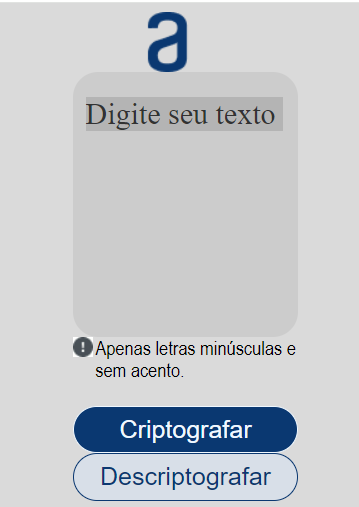 a
Digite seu texto
! Apenas letras minúsculas e
sem acento.
Criptografar
Descriptografar